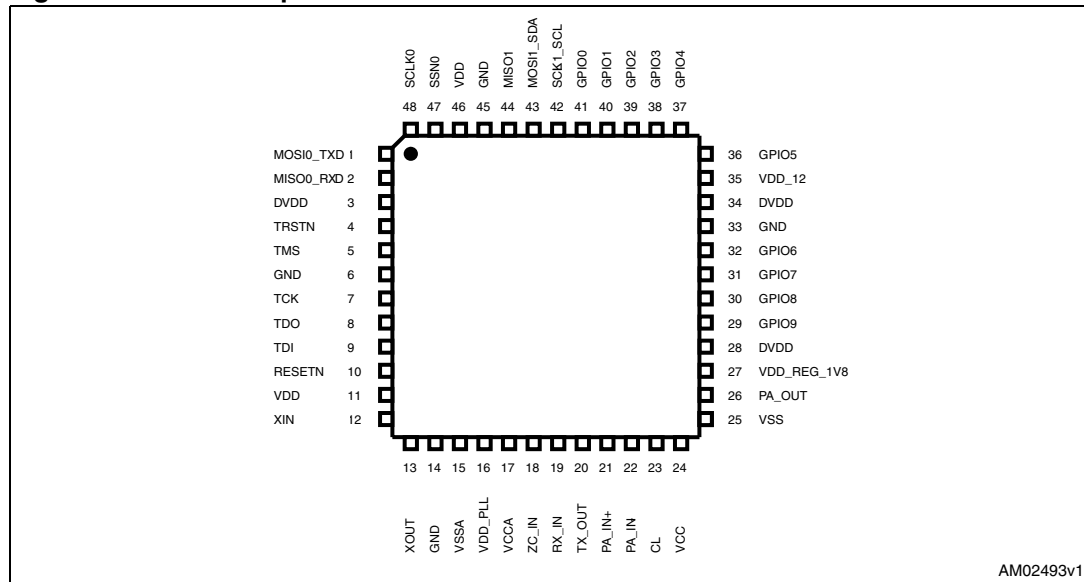 SCLK0 SSN0 VDD GND MISO1 MOSI1_SDA SCK1_SCL GPIO0 GPIO1 GPIO2 GPIO3 GPIO4
48 47 46 45 44 43 42 41 40 39 38 37
MOSI0_TXD 1 36 GPIO5
MISO0_RXD 2 35 VDD_12
DVDD 3 34 DVDD
TRSTN 4 33 GND
TMS 5 32 GPIO6
GND 6 31 GPIO7
TCK 7 30 GPIO8
TDO 8 29 GPIO9
TDI 9 28 DVDD
RESETN 10 27 VDD_REG_1V8
VDD 11 26 PA_OUT
XIN 12 25 VSS
13 14 15 16 17 18 19 20 21 22 23 24
XOUT GND VSSA VDD_PLL VCCA ZC_IN RX_IN TX_OUT PA_IN+ PA_IN CL VCC
AM02493v1